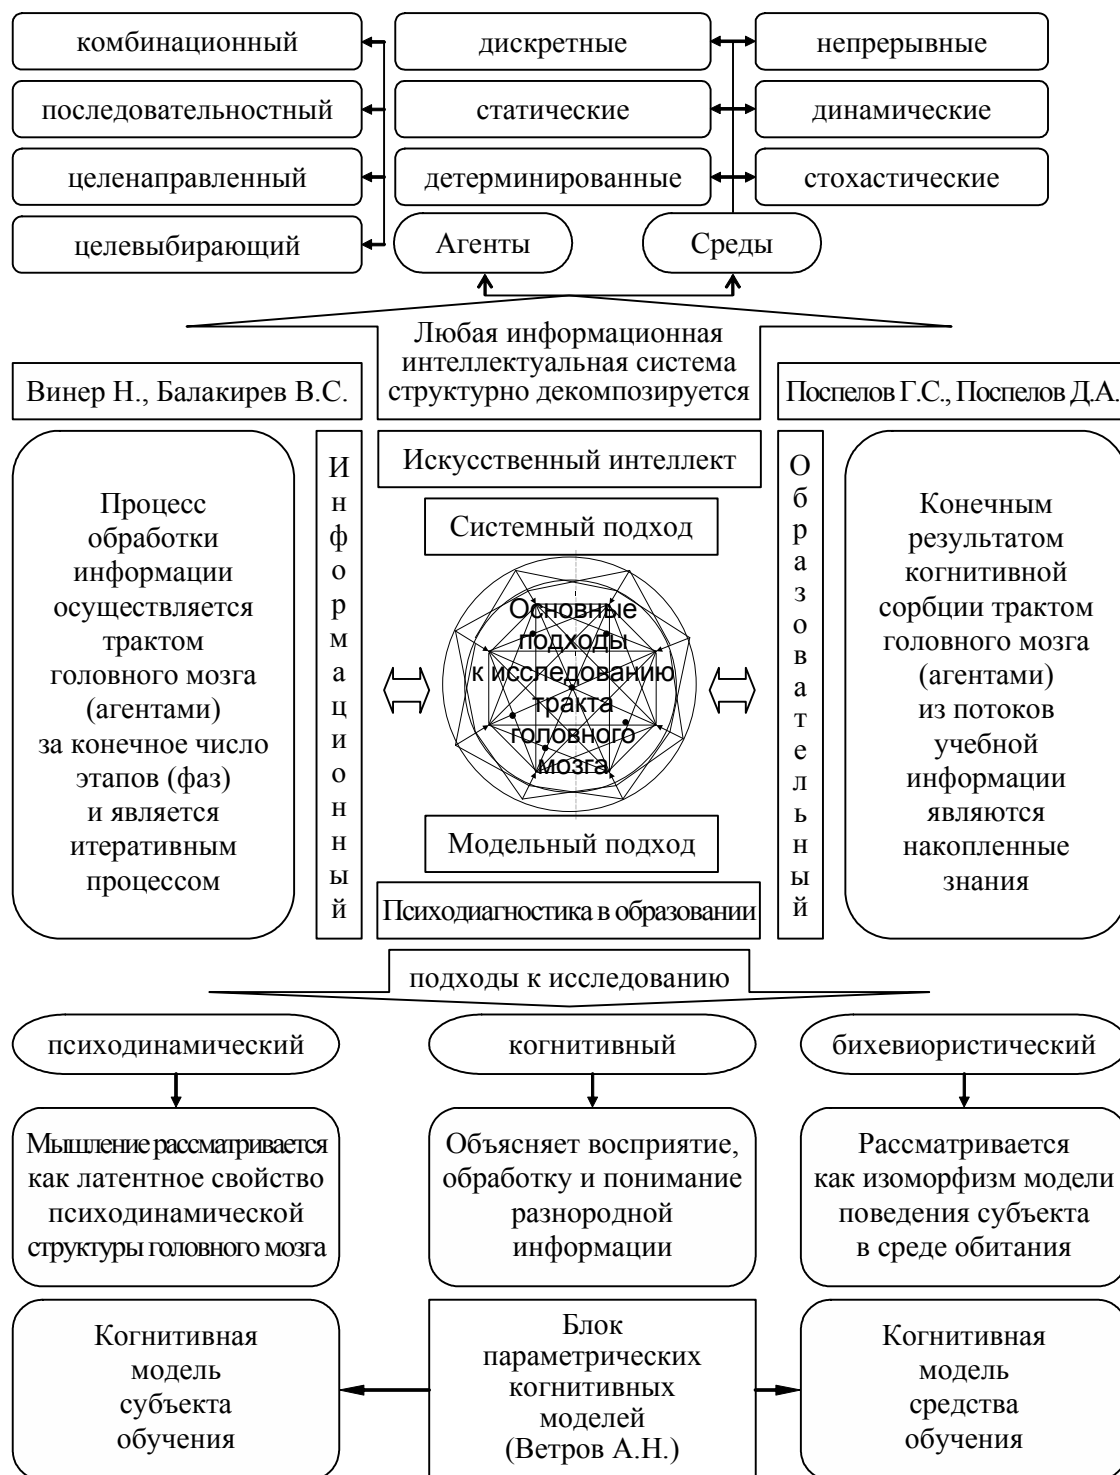 комбинационный
дискретные
непрерывные
последовательностный
статические
динамические
целенаправленный
детерминированные
стохастические
целевыбирающий
Агенты
Среды
Любая информационная
интеллектуальная система
структурно декомпозируется
Винер Н., Балакирев В.С.
Поспелов Г.С., Поспелов Д.А.
Процесс
обработки
информации
осуществляется
трактом
головного мозга
(агентами)
за конечное число
этапов (фаз)
и является
итеративным
процессом
Информационный
Искусственный интеллект
Системный подход
Основные
подходы
к исследованию
тракта
головного
мозга
Модельный подход
Психодиагностика в образовании
Образовательный
Конечным
результатом
когнитивной
сорбции трактом
головного мозга
(агентами)
из потоков
учебной
информации
являются
накопленные
знания
подходы к исследованию
психодинамический
когнитивный
бихевиористический
Мышление рассматривается
как латентное свойство
психодинамической
структуры головного мозга
Объясняет восприятие,
обработку и понимание
разнородной
информации
Рассматривается
как изоморфизм модели
поведения субъекта
в среде обитания
Когнитивная
модель
субъекта
обучения
Блок
параметрических
когнитивных
моделей
(Ветров А.Н.)
Когнитивная
модель
средства
обучения